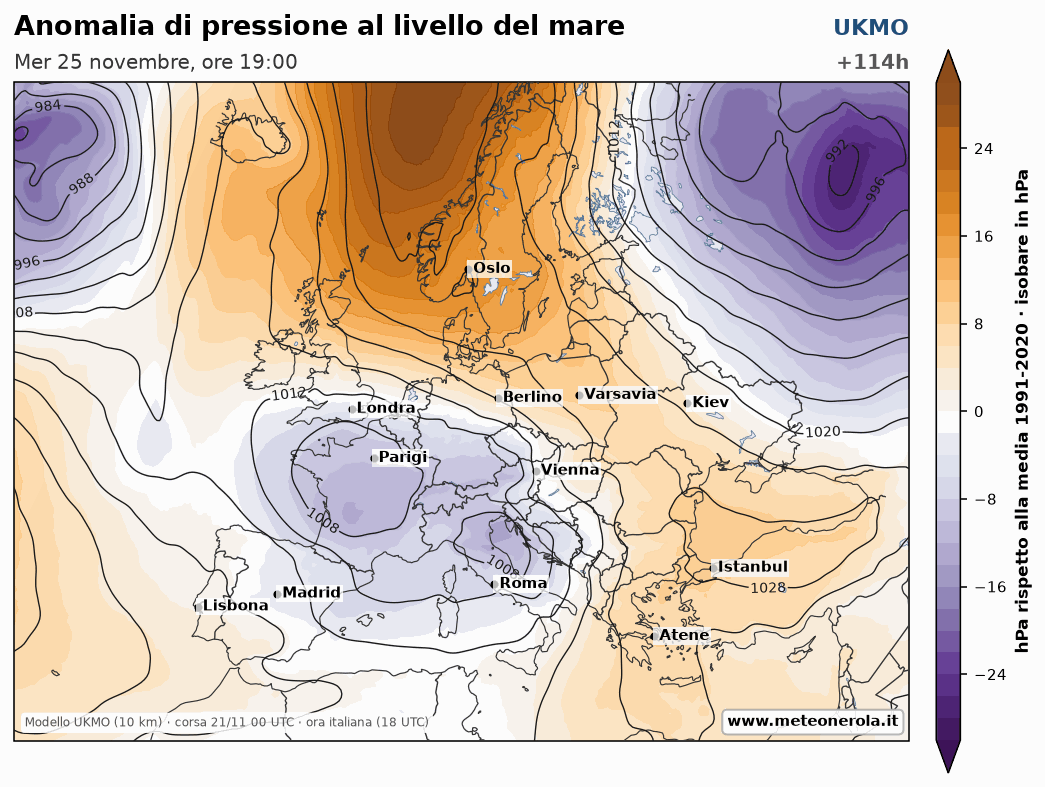 Anomalia di pressione al livello del mare
UKMO
Mer 25 novembre, ore 19:00
+114h
984
988
996
08
1012
992
996
Oslo
1012
Londra
Berlino
Varsavia
Kiev
1020
Parigi
Vienna
1008
Roma
Istanbul
1028
Madrid
Lisbona
Atene
Modello UKMO (10 km) · corsa 21/11 00 UTC · ora italiana (18 UTC)
www.meteonerola.it
24
16
8
0
−8
−16
−24
hPa rispetto alla media 1991-2020 · isobare in hPa